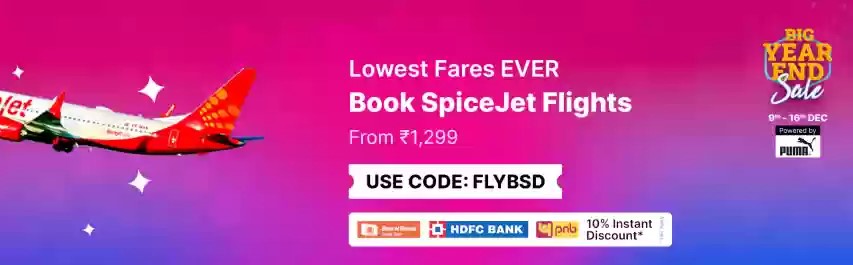 Jet
Lowest Fares EVER
Book SpiceJet Flights
From ₹1,299
USE CODE: FLYBSD
HDFC BANK
pnb
10% Instant
Discount*
BIG
YEAR
END
Sale
9th - 16th DEC
Powered by
PUMA